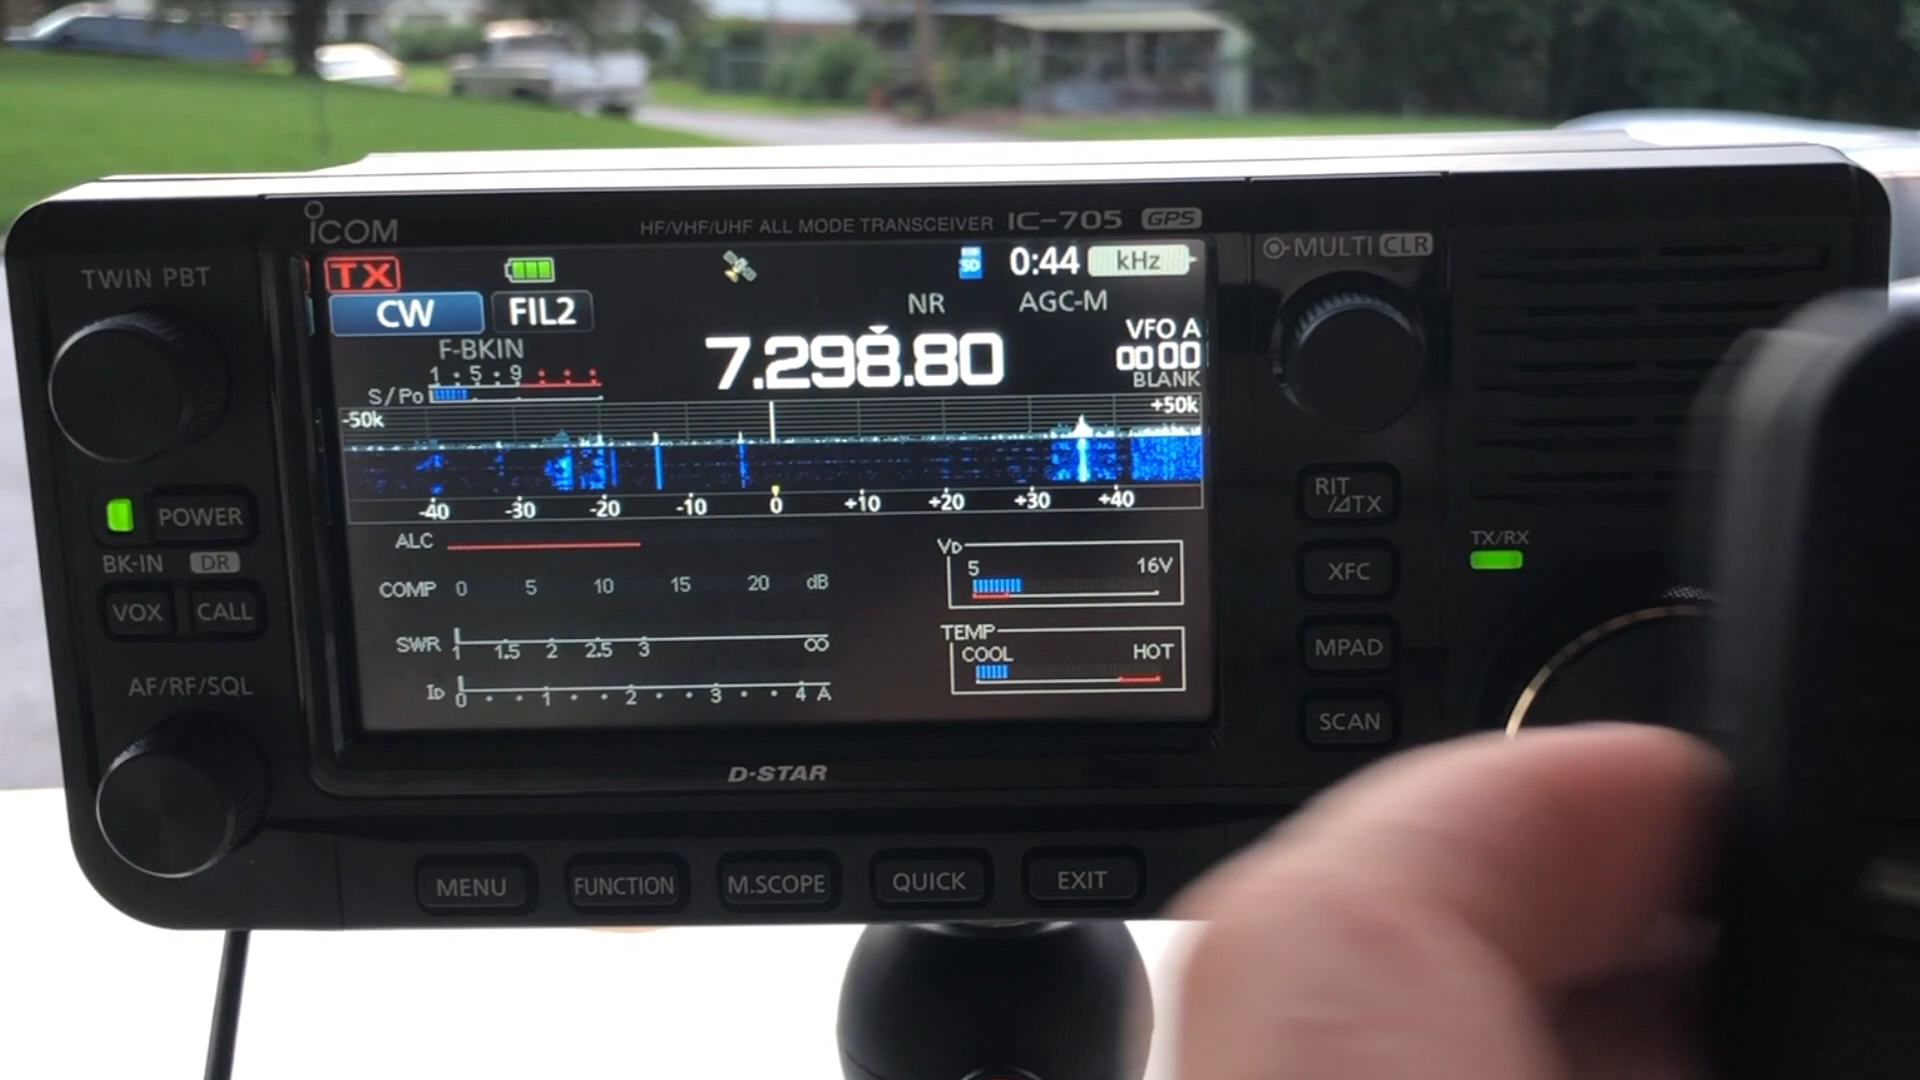 ICOM
HF/VHF/UHF ALL MODE TRANSCEIVER IC-705 GPS
TWIN PBT
MULTI CLR
TX
SD
0:44 kHz
CW FIL2
NR AGC-M
F-BKIN
7.298.80
VFO A
0000
BLANK
1 5 9
S/Po
-50k +50k
-40 -30 -20 -10 0 +10 +20 +30 +40
ALC
COMP 0 5 10 15 20 dB
SWR 1 1.5 2 2.5 3 ∞
ID 0 1 2 3 4 A
VD
5 16V
TEMP
COOL HOT
POWER
BK-IN DR
VOX CALL
AF/RF/SQL
RIT/⊿TX
XFC
MPAD
SCAN
TX/RX
D-STAR
MENU FUNCTION M.SCOPE QUICK EXIT